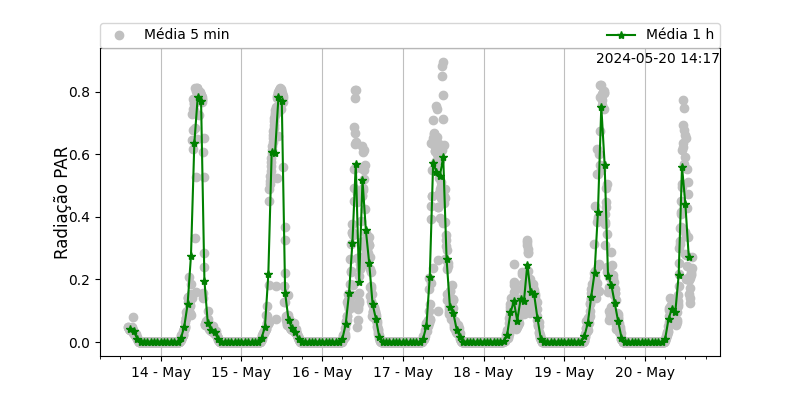 Média 5 min
Média 1 h
2024-05-20 14:17
Radiação PAR
0.8
0.6
0.4
0.2
0.0
14 - May
15 - May
16 - May
17 - May
18 - May
19 - May
20 - May